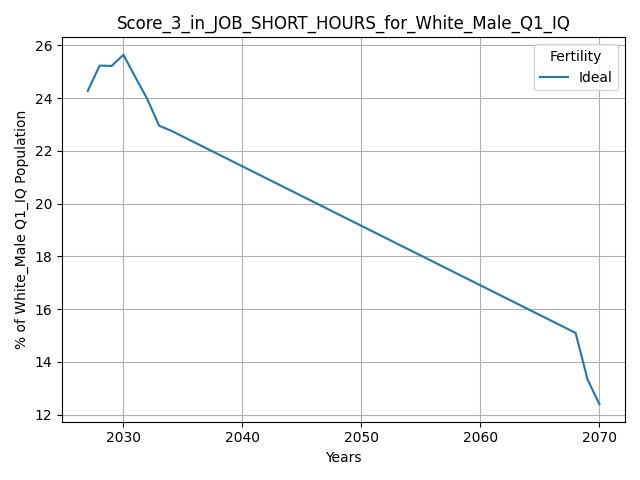 Score_3_in_JOB_SHORT_HOURS_for_White_Male_Q1_IQ
Fertility
Ideal
% of White_Male Q1_IQ Population
26
24
22
20
18
16
14
12
2030 2040 2050 2060 2070
Years